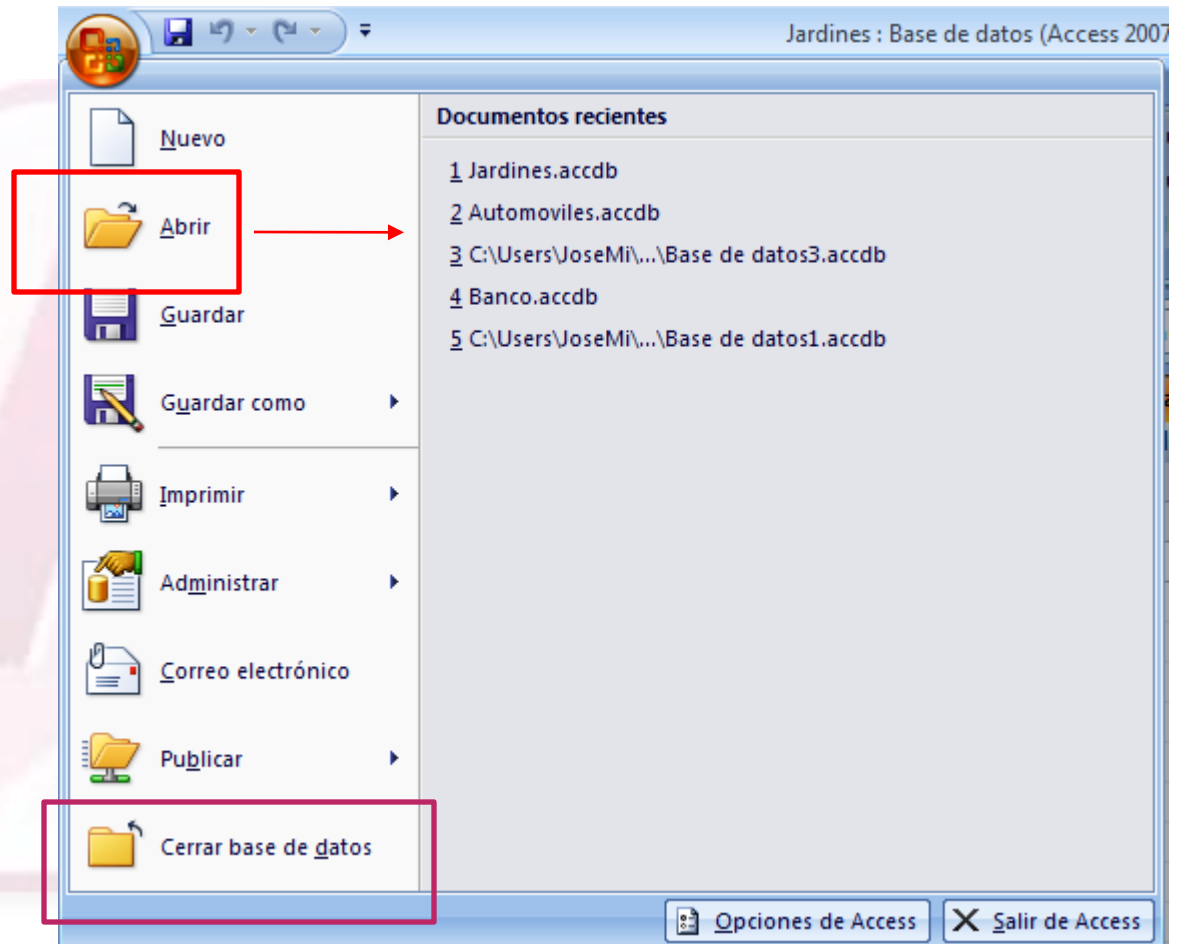 Jardines : Base de datos (Access 2007
Nuevo
Abrir
Guardar
Guardar como
Imprimir
Administrar
Correo electrónico
Publicar
Cerrar base de datos
Documentos recientes
1 Jardines.accdb
2 Automoviles.accdb
3 C:\Users\JoseMi\...\Base de datos3.accdb
4 Banco.accdb
5 C:\Users\JoseMi\...\Base de datos1.accdb
Opciones de Access
Salir de Access